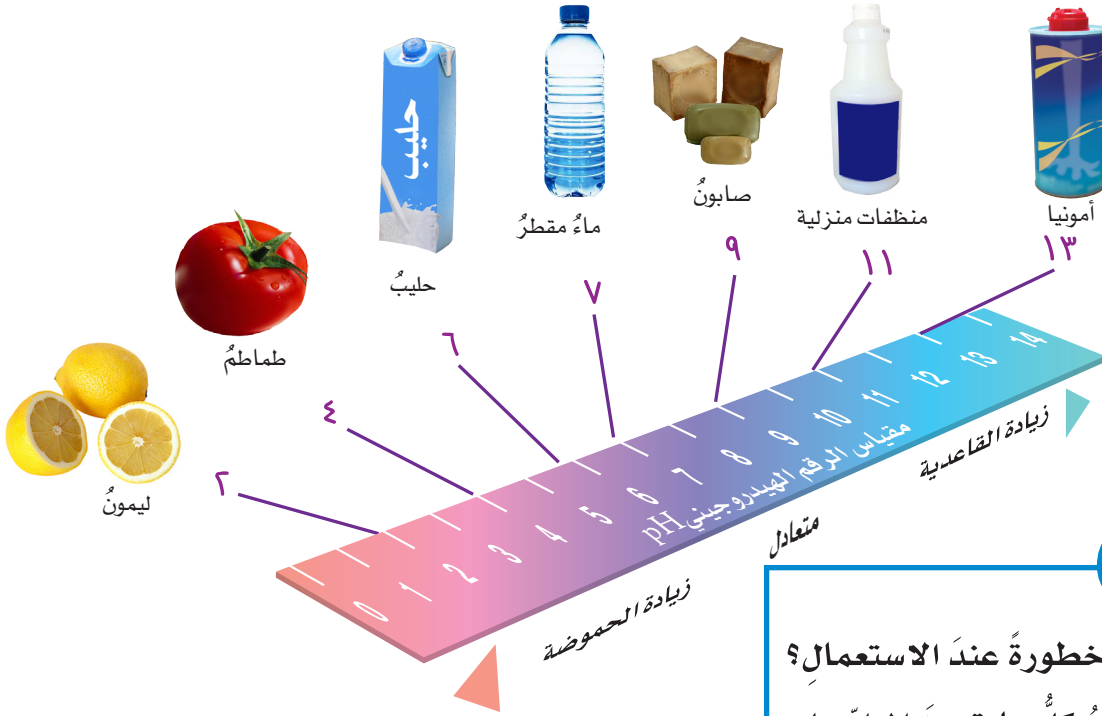 أمونيا
١٣
منظفات منزلية
١١
صابونٌ
٩
ماءٌ مقطرٌ
٧
حليب
حليبٌ
٦
طماطمٌ
٤
ليمونٌ
٢
0 1 2 3 4 5 6 7 8 9 10 11 12 13 14
مقياس الرقم الهيدروجيني pH
زيادة القاعدية
متعادل
زيادة الحموضة
خطورةً عندَ الاستعمالِ؟